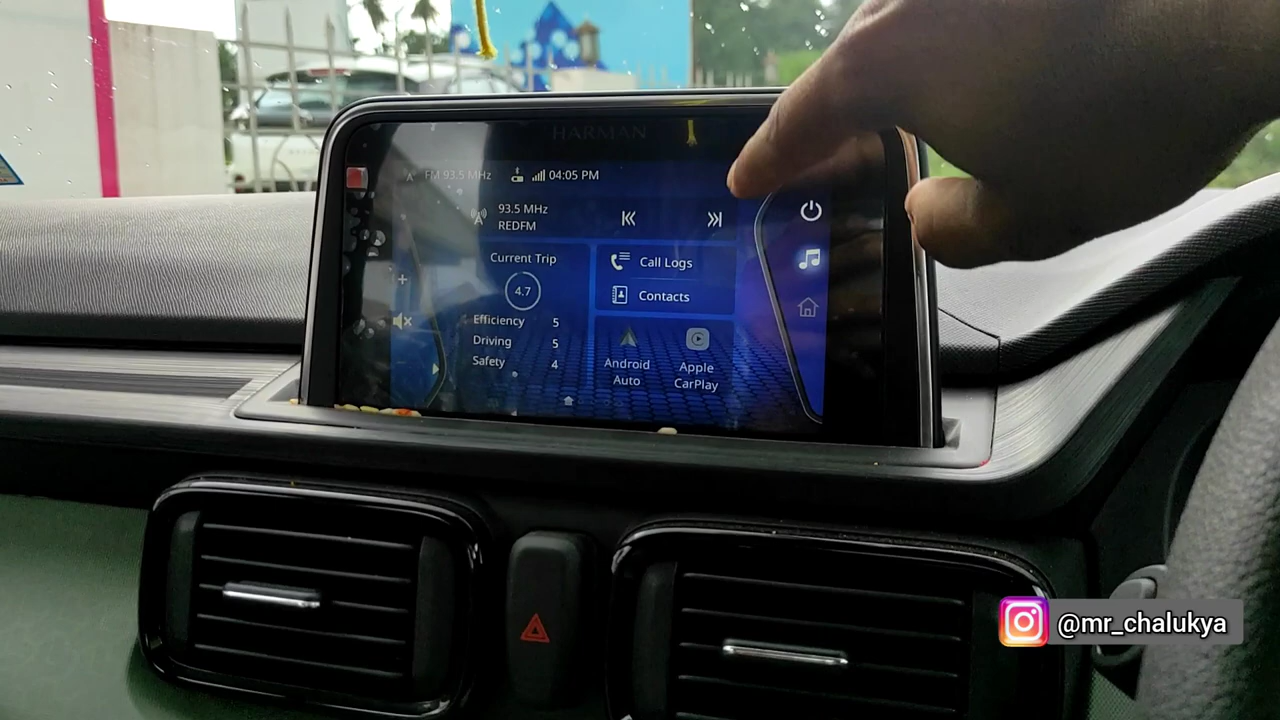 HARMAN
FM 93.5 MHz
04:05 PM
93.5 MHz
REDFM
Current Trip
4.7
Efficiency 5
Driving 5
Safety 4
Call Logs
Contacts
Android
Auto
Apple
CarPlay
@mr_chalukya